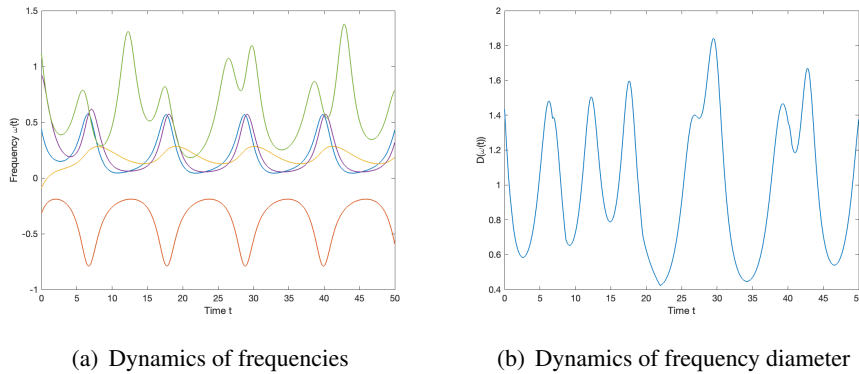 1.5
1
0.5
0
-0.5
-1
Frequency ω(t)
0 5 10 15 20 25 30 35 40 45 50
Time t
2
1.8
1.6
1.4
1.2
1
0.8
0.6
0.4
D(ω(t))
0 5 10 15 20 25 30 35 40 45 50
Time t
(a) Dynamics of frequencies
(b) Dynamics of frequency diameter